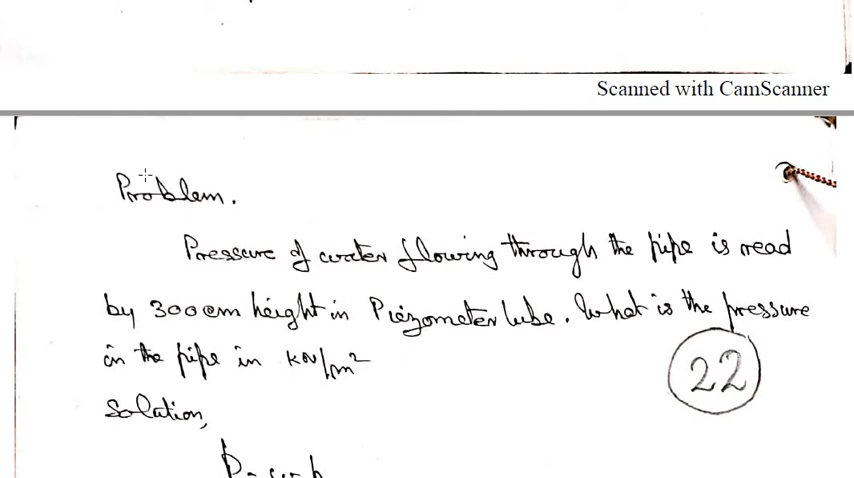 Scanned with CamScanner
Problem.
Pressure of water flowing through the pipe is read
by 300cm height in Piezometer tube. What is the pressure
in the pipe in KN/m²
22
Solution,